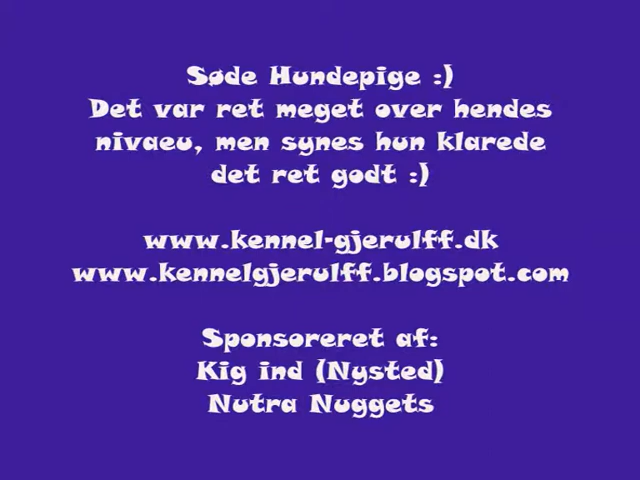 Søde Hundepige :)
Det var ret meget over hendes
nivaeu, men synes hun klarede
det ret godt :)
www.kennel-gjerulff.dk
www.kennelgjerulff.blogspot.com
Sponsoreret af:
Kig ind (Nysted)
Nutra Nuggets